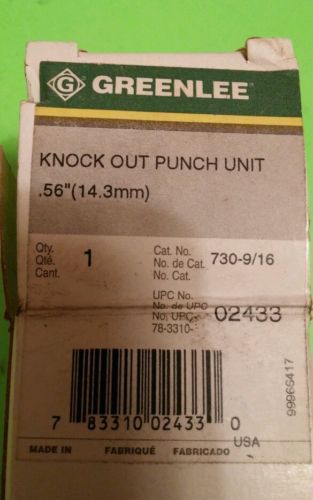 G GREENLEE
KNOCK OUT PUNCH UNIT
.56"(14.3mm)
Qty.
Qté.
Cant.
1
Cat. No.
No. de Cat.
No. Cat.
730-9/16
UPC No.
No. de UPC
No. UPC
78-3310-
02433
99966417
7 83310 02433 0
USA
MADE IN FABRIQUÉ FABRICADO